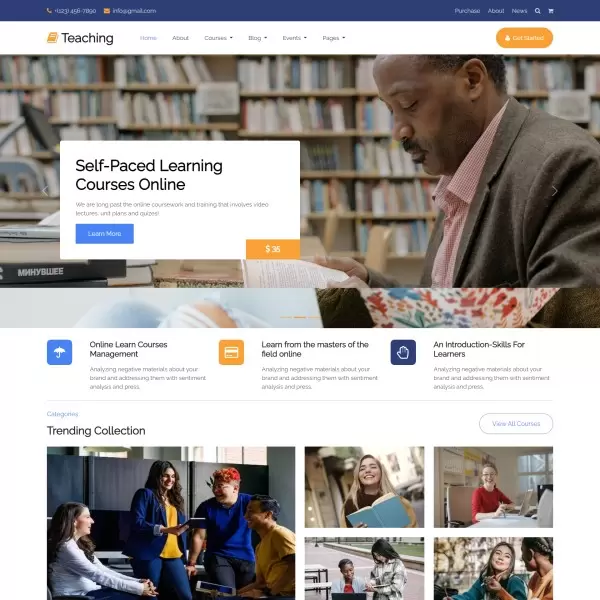 +(123) 456-7890 info@gmail.com Purchase About News
Teaching Home About Courses Blog Events Pages Get Started
Self-Paced Learning
Courses Online
We are long past the online coursework and training that involves video
lectures, unit plans and quizes!
Learn More
$ 35
МИНУВШЕЕ
Online Learn Courses
Management
Analyzing negative materials about your
brand and addressing them with sentiment
analysis and press.
Learn from the masters of the
field online
Analyzing negative materials about your
brand and addressing them with sentiment
analysis and press.
An Introduction-Skills For
Learners
Analyzing negative materials about your
brand and addressing them with sentiment
analysis and press.
Categories
Trending Collection
View All Courses